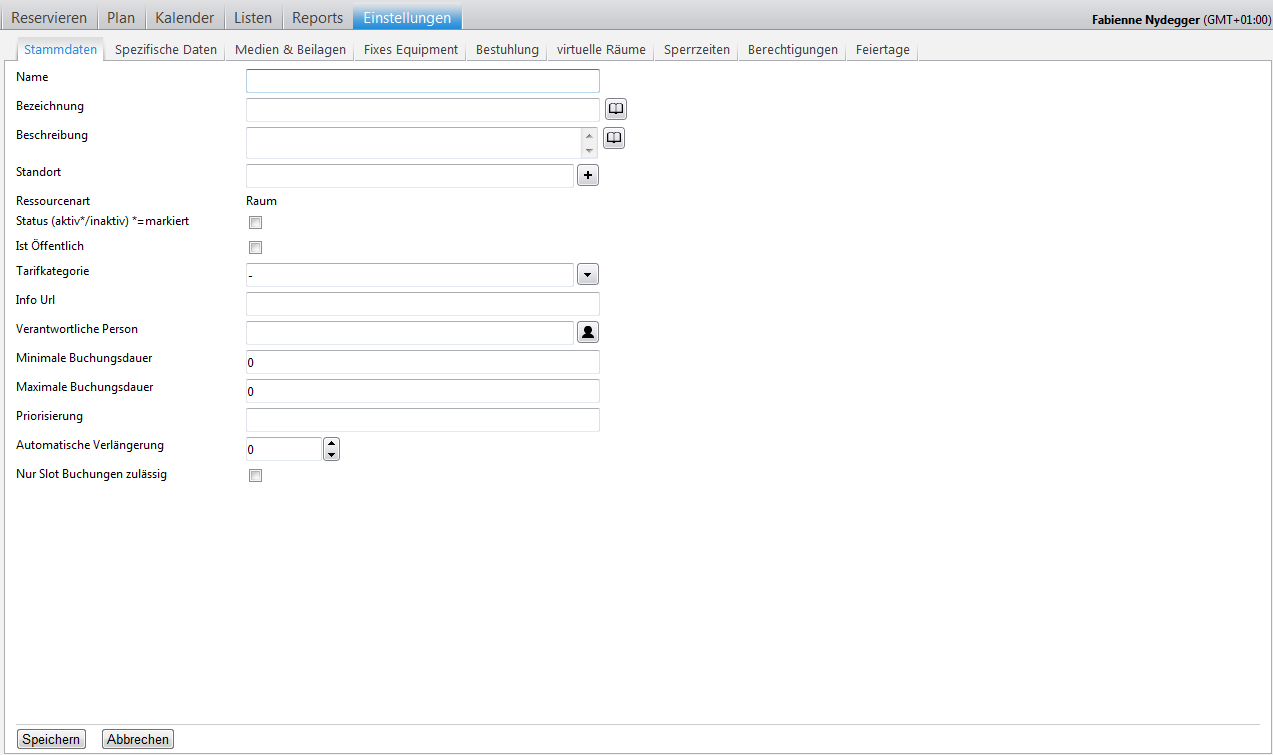 Reservieren Plan Kalender Listen Reports Einstellungen Fabienne Nydegger (GMT+01:00)
Stammdaten Spezifische Daten Medien & Beilagen Fixes Equipment Bestuhlung virtuelle Räume Sperrzeiten Berechtigungen Feiertage
Name
Bezeichnung
Beschreibung
Standort
Ressourcenart Raum
Status (aktiv*/inaktiv) *=markiert
Ist Öffentlich
Tarifkategorie -
Info Url
Verantwortliche Person
Minimale Buchungsdauer 0
Maximale Buchungsdauer 0
Priorisierung
Automatische Verlängerung 0
Nur Slot Buchungen zulässig
Speichern Abbrechen